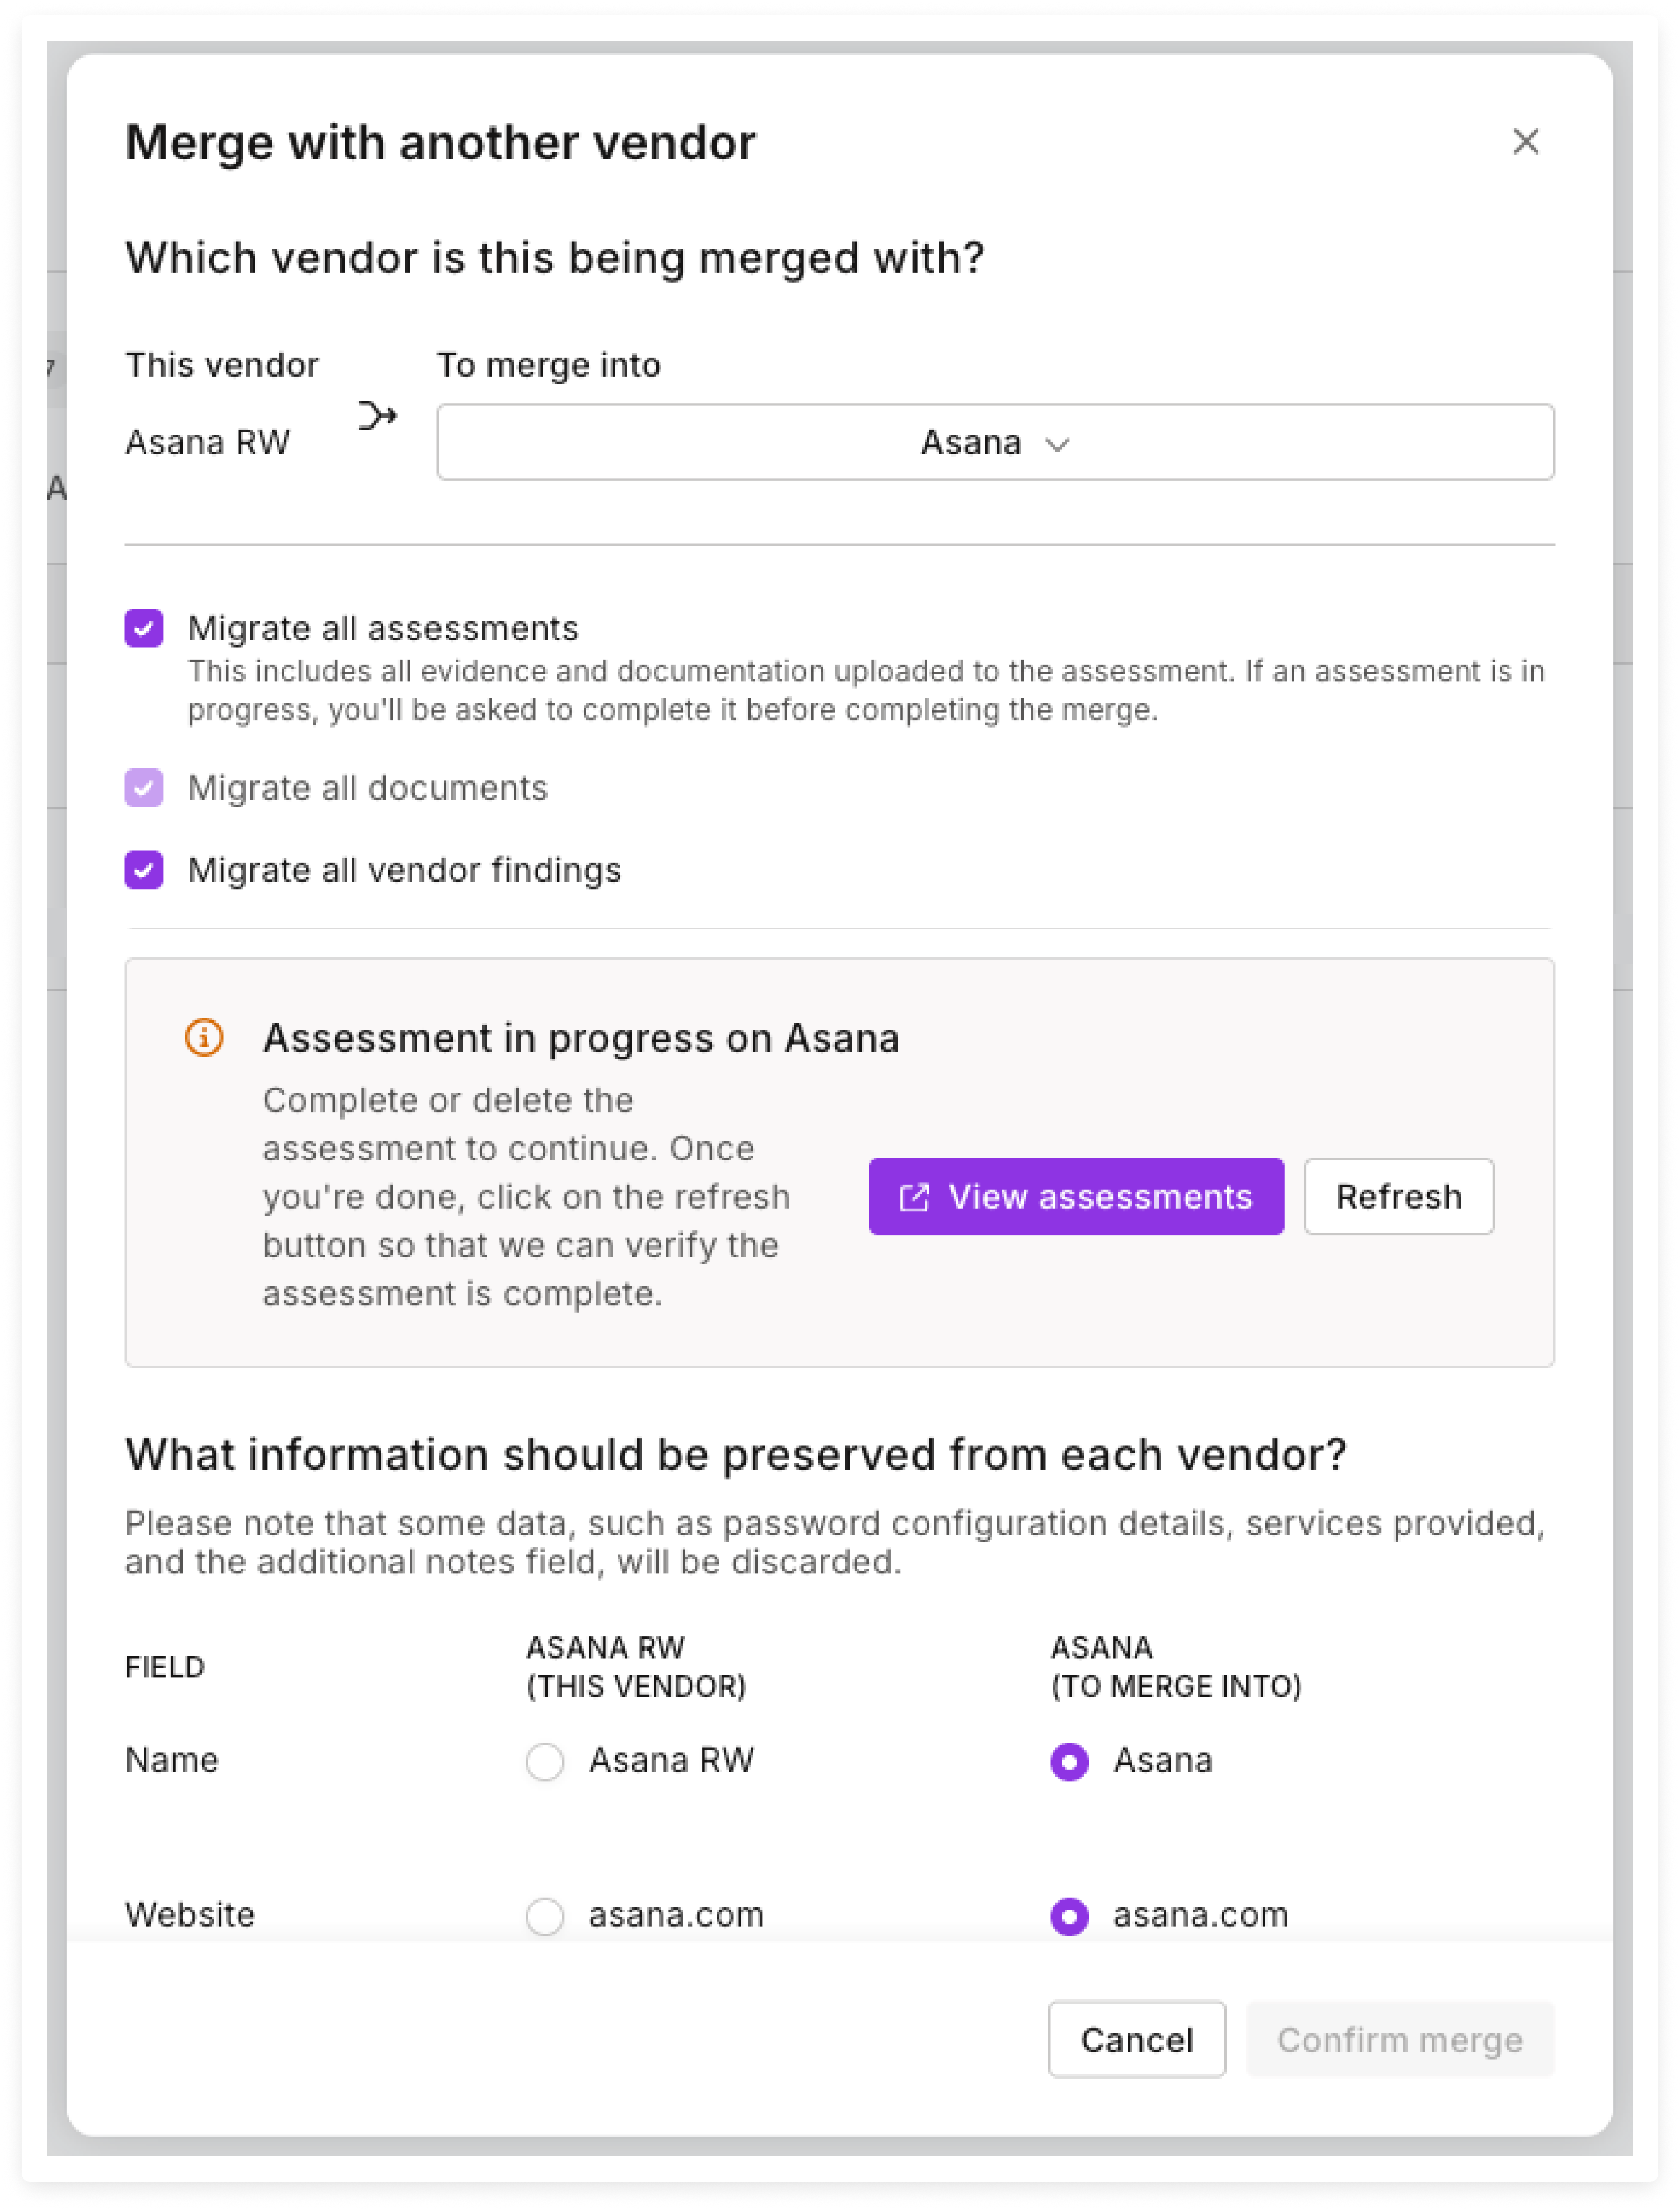 Merge with another vendor
Which vendor is this being merged with?
This vendor
To merge into
Asana RW
Asana
7
A
Migrate all assessments
This includes all evidence and documentation uploaded to the assessment. If an assessment is in
progress, you'll be asked to complete it before completing the merge.
Migrate all documents
Migrate all vendor findings
Assessment in progress on Asana
Complete or delete the
assessment to continue. Once
you're done, click on the refresh
button so that we can verify the
assessment is complete.
View assessments
Refresh
What information should be preserved from each vendor?
Please note that some data, such as password configuration details, services provided,
and the additional notes field, will be discarded.
FIELD
ASANA RW
(THIS VENDOR)
ASANA
(TO MERGE INTO)
Name
Asana RW
Asana
Website
asana.com
asana.com
Cancel
Confirm merge